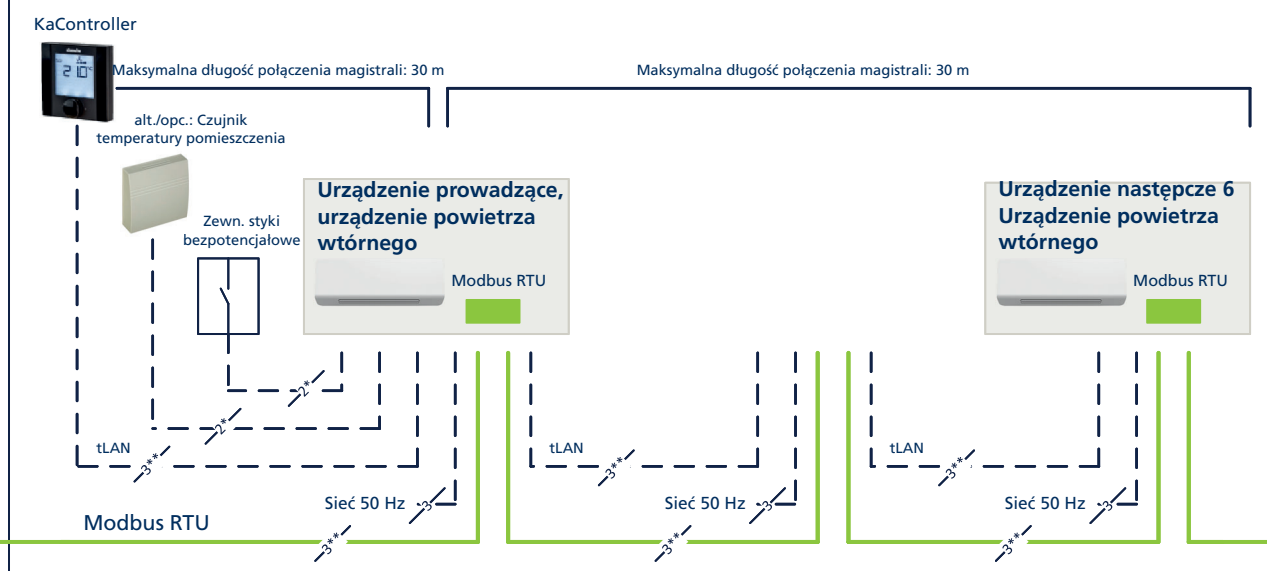 KaController
Maksymalna długość połączenia magistrali: 30 m
Maksymalna długość połączenia magistrali: 30 m
alt./opc.: Czujnik
temperatury pomieszczenia
Zewn. styki
bezpotencjałowe
Urządzenie prowadzące,
urządzenie powietrza
wtórnego
Modbus RTU
Urządzenie następcze 6
Urządzenie powietrza
wtórnego
Modbus RTU
2*
2*
tLAN
3**
tLAN
3**
tLAN
3**
Sieć 50 Hz
3
Sieć 50 Hz
3
Sieć 50 Hz
3
Modbus RTU
3**
3**
3**